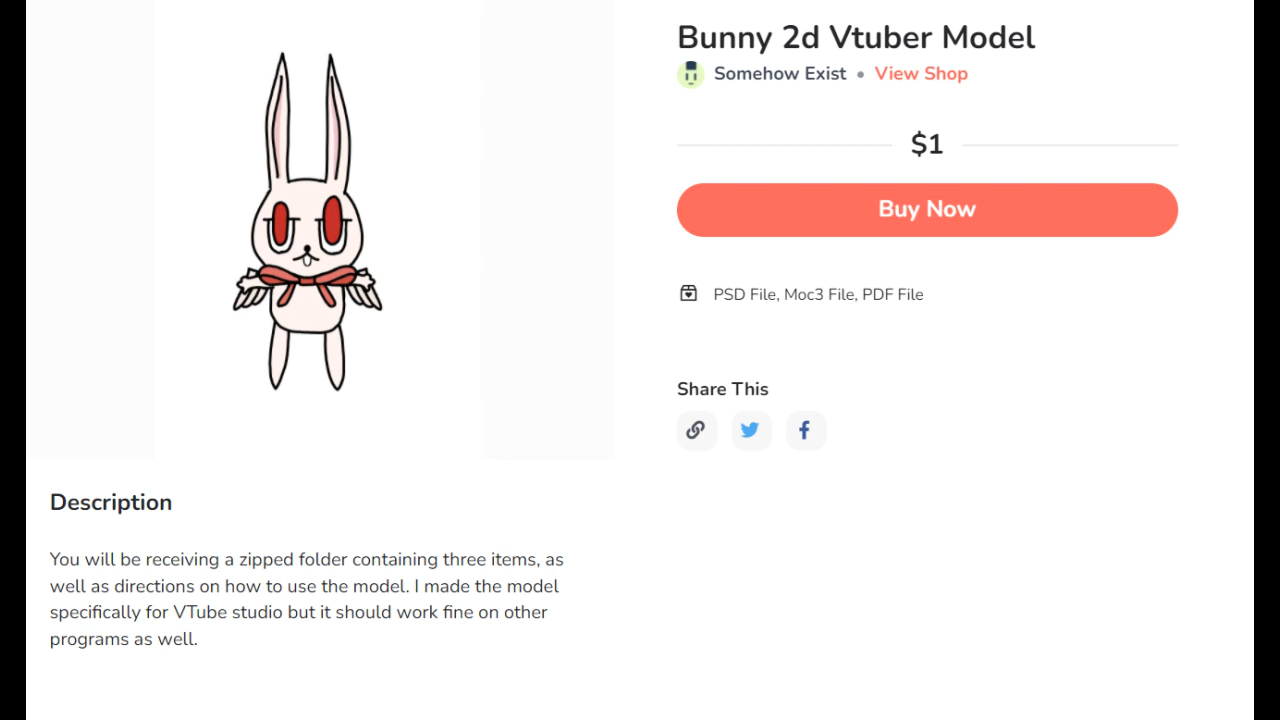 Bunny 2d Vtuber Model
Somehow Exist • View Shop
$1
Buy Now
PSD File, Moc3 File, PDF File
Share This
Description
You will be receiving a zipped folder containing three items, as
well as directions on how to use the model. I made the model
specifically for VTube studio but it should work fine on other
programs as well.